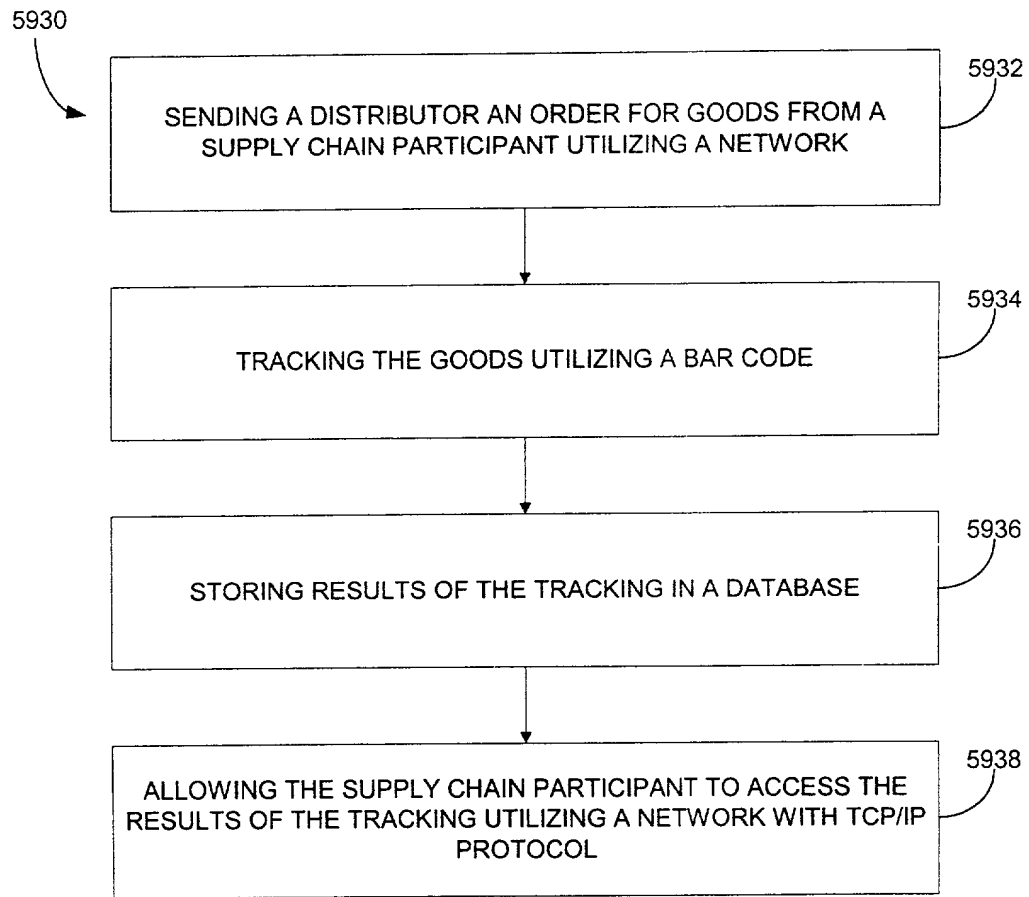 5930
5932
SENDING A DISTRIBUTOR AN ORDER FOR GOODS FROM A
SUPPLY CHAIN PARTICIPANT UTILIZING A NETWORK
5934
TRACKING THE GOODS UTILIZING A BAR CODE
5936
STORING RESULTS OF THE TRACKING IN A DATABASE
5938
ALLOWING THE SUPPLY CHAIN PARTICIPANT TO ACCESS THE
RESULTS OF THE TRACKING UTILIZING A NETWORK WITH TCP/IP
PROTOCOL